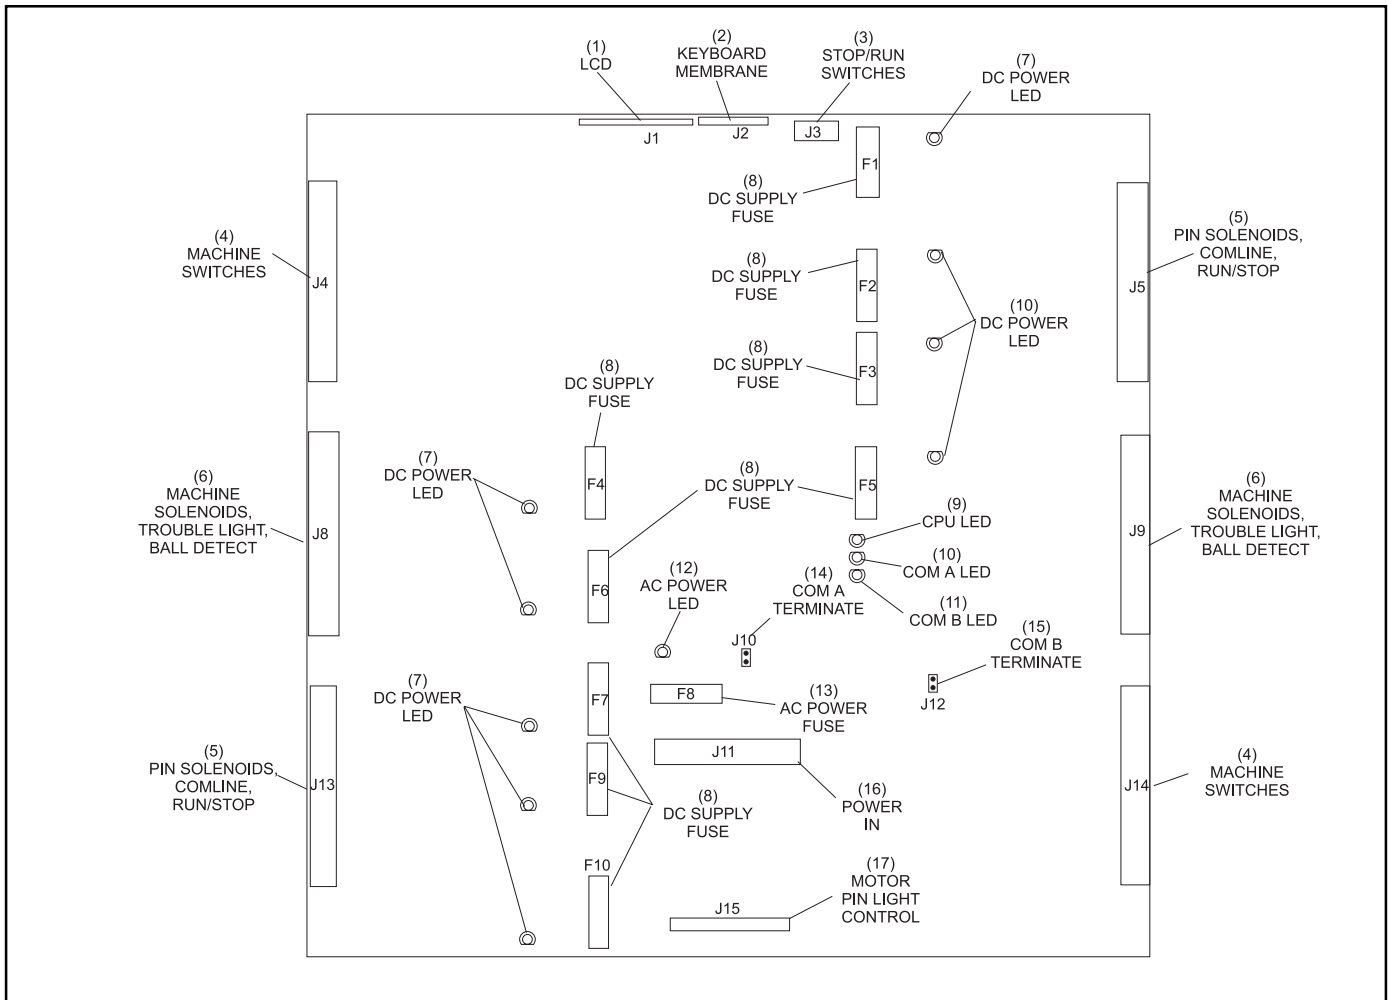 (1)
LCD
(2)
KEYBOARD
MEMBRANE
(3)
STOP/RUN
SWITCHES
(7)
DC POWER
LED
J1
J2
J3
F1
(8)
DC SUPPLY
FUSE
(4)
MACHINE
SWITCHES
J4
(8)
DC SUPPLY
FUSE
F2
(10)
DC POWER
LED
J5
(5)
PIN SOLENOIDS,
COMLINE,
RUN/STOP
(8)
DC SUPPLY
FUSE
F3
(8)
DC SUPPLY
FUSE
F4
(7)
DC POWER
LED
(8)
DC SUPPLY
FUSE
F5
(6)
MACHINE
SOLENOIDS,
TROUBLE LIGHT,
BALL DETECT
J8
(9)
CPU LED
(10)
COM A LED
(11)
COM B LED
J9
(6)
MACHINE
SOLENOIDS,
TROUBLE LIGHT,
BALL DETECT
F6
(12)
AC POWER
LED
(14)
COM A
TERMINATE
J10
(15)
COM B
TERMINATE
J12
(7)
DC POWER
LED
F7
F8
(13)
AC POWER
FUSE
(5)
PIN SOLENOIDS,
COMLINE,
RUN/STOP
J13
F9
J11
(16)
POWER
IN
J14
(4)
MACHINE
SWITCHES
(8)
DC SUPPLY
FUSE
F10
J15
(17)
MOTOR
PIN LIGHT
CONTROL